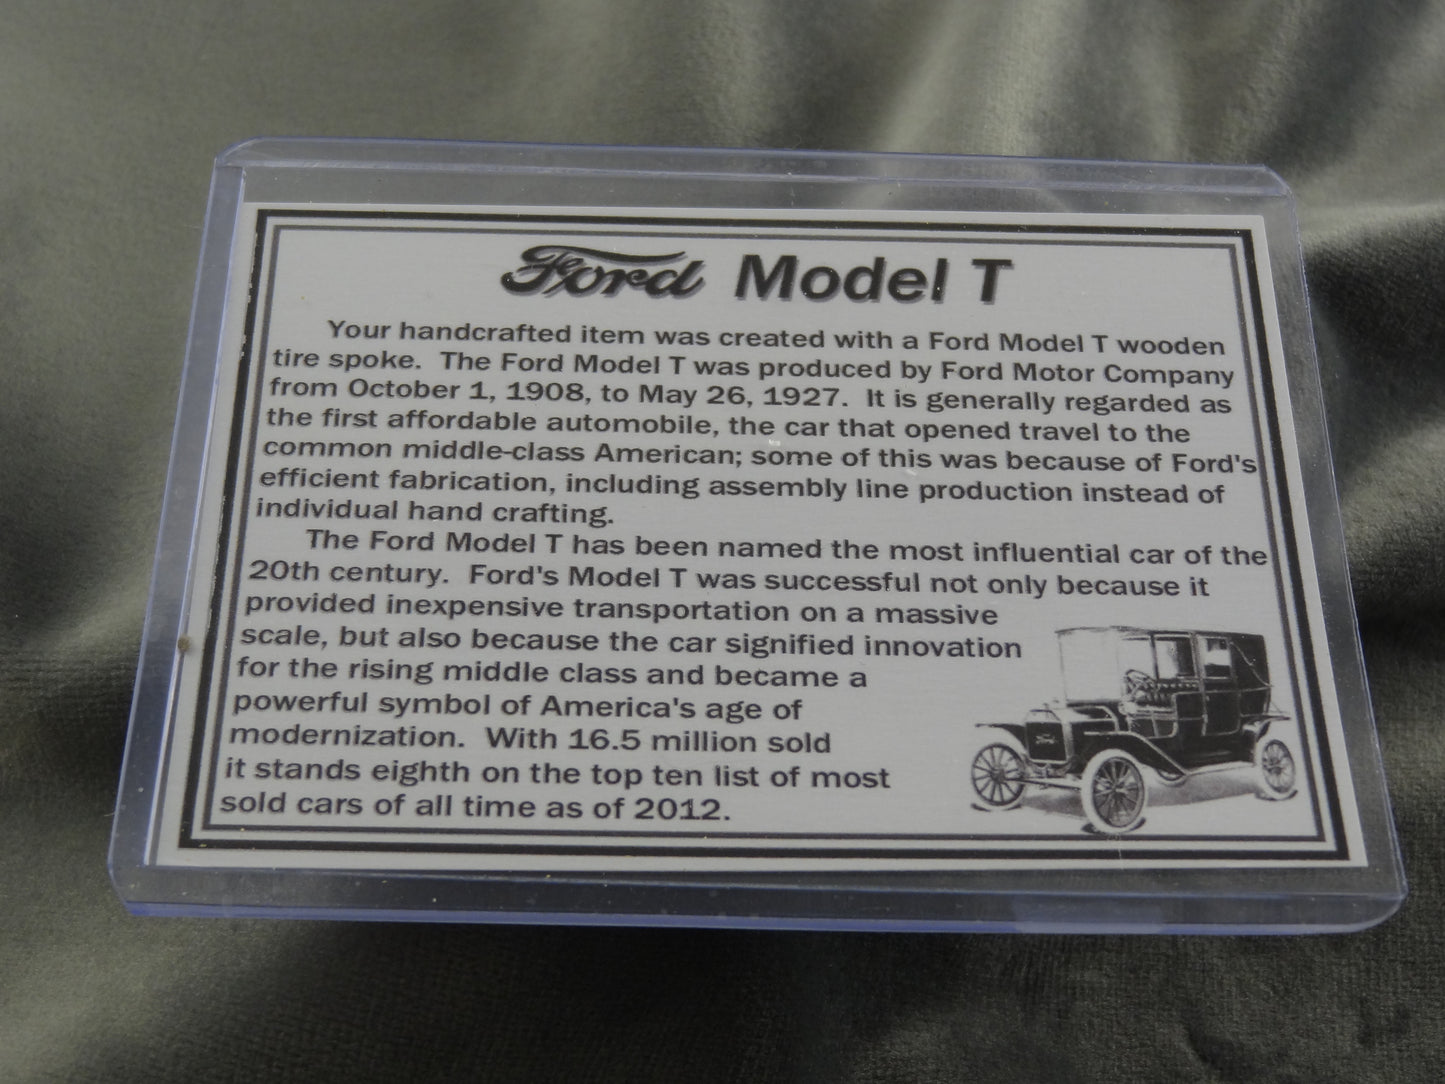 Ford Model T
Your handcrafted item was created with a Ford Model T wooden
tire spoke. The Ford Model T was produced by Ford Motor Company
from October 1, 1908, to May 26, 1927. It is generally regarded as
the first affordable automobile, the car that opened travel to the
common middle-class American; some of this was because of Ford's
efficient fabrication, including assembly line production instead of
individual hand crafting.
The Ford Model T has been named the most influential car of the
20th century. Ford's Model T was successful not only because it
provided inexpensive transportation on a massive
scale, but also because the car signified innovation
for the rising middle class and became a
powerful symbol of America's age of
modernization. With 16.5 million sold
it stands eighth on the top ten list of most
sold cars of all time as of 2012.
Ford